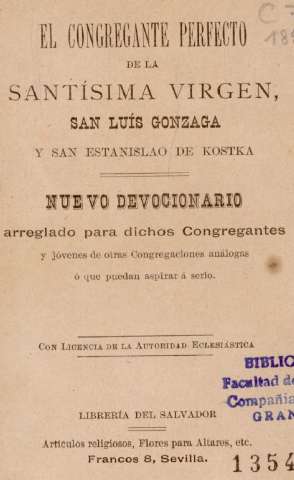 EL CONGREGANTE PERFECTO
DE LA
SANTÍSIMA VIRGEN,
SAN LUÍS GONZAGA
Y SAN ESTANISLAO DE KOSTKA
NUEVO DEVOCIONARIO
arreglado para dichos Congregantes
y jóvenes de otras Congregaciones análogas
ó que puedan aspirar á serlo.
CON LICENCIA DE LA AUTORIDAD ECLESIÁSTICA
BIBLIC
Facultad de
Compañía
GRAN
LIBRERÍA DEL SALVADOR
Artículos religiosos, Flores para Altares, etc.
Francos 8, Sevilla.
1354